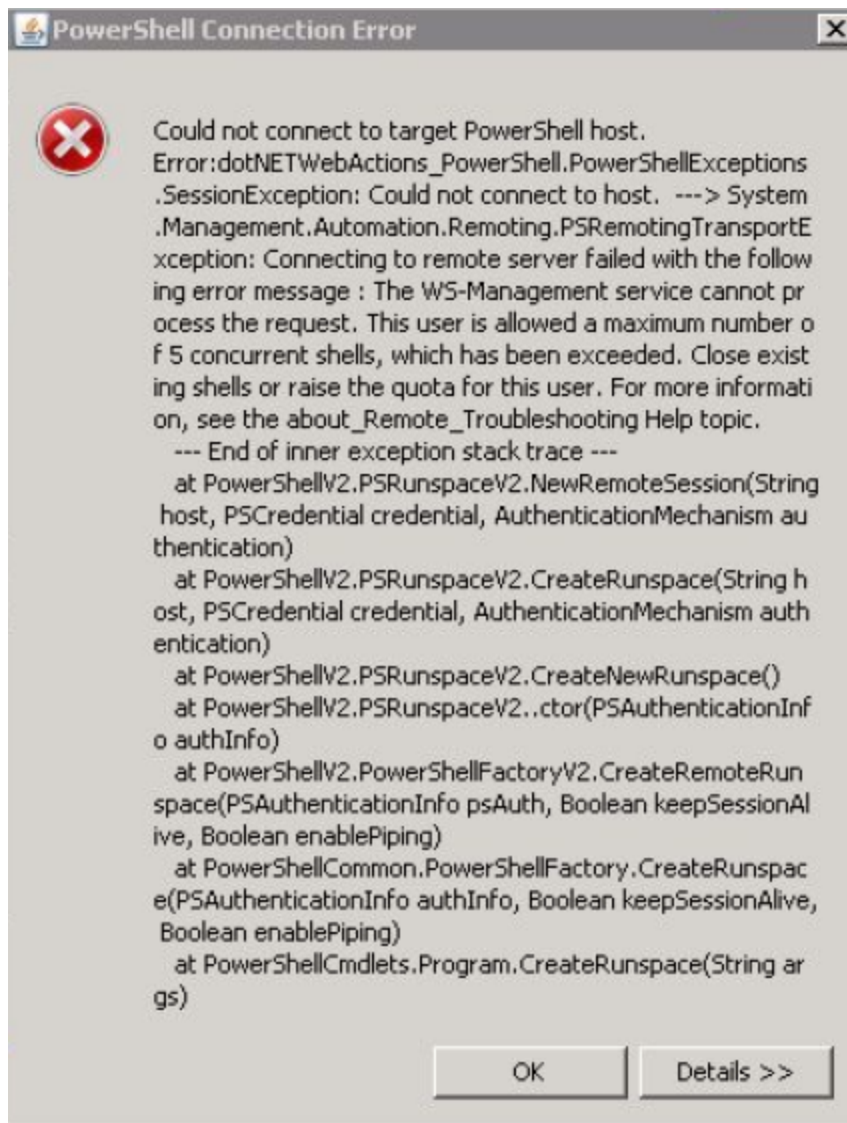 PowerShell Connection Error
Could not connect to target PowerShell host.
Error:dotNETWebActions_PowerShell.PowerShellExceptions
.SessionException: Could not connect to host. ---> System
.Management.Automation.Remoting.PSRemotingTransportE
xception: Connecting to remote server failed with the follow
ing error message : The WS-Management service cannot pr
ocess the request. This user is allowed a maximum number o
f 5 concurrent shells, which has been exceeded. Close exist
ing shells or raise the quota for this user. For more informati
on, see the about_Remote_Troubleshooting Help topic.
--- End of inner exception stack trace ---
at PowerShellV2.PSRunspaceV2.NewRemoteSession(String
host, PSCredential credential, AuthenticationMechanism au
thentication)
at PowerShellV2.PSRunspaceV2.CreateRunspace(String h
ost, PSCredential credential, AuthenticationMechanism auth
entication)
at PowerShellV2.PSRunspaceV2.CreateNewRunspace()
at PowerShellV2.PSRunspaceV2..ctor(PSAuthenticationInf
o authInfo)
at PowerShellV2.PowerShellFactoryV2.CreateRemoteRun
space(PSAuthenticationInfo psAuth, Boolean keepSessionAl
ive, Boolean enablePiping)
at PowerShellCommon.PowerShellFactory.CreateRunspac
e(PSAuthenticationInfo authInfo, Boolean keepSessionAlive,
Boolean enablePiping)
at PowerShellCmdlets.Program.CreateRunspace(String ar
gs)
OK
Details >>